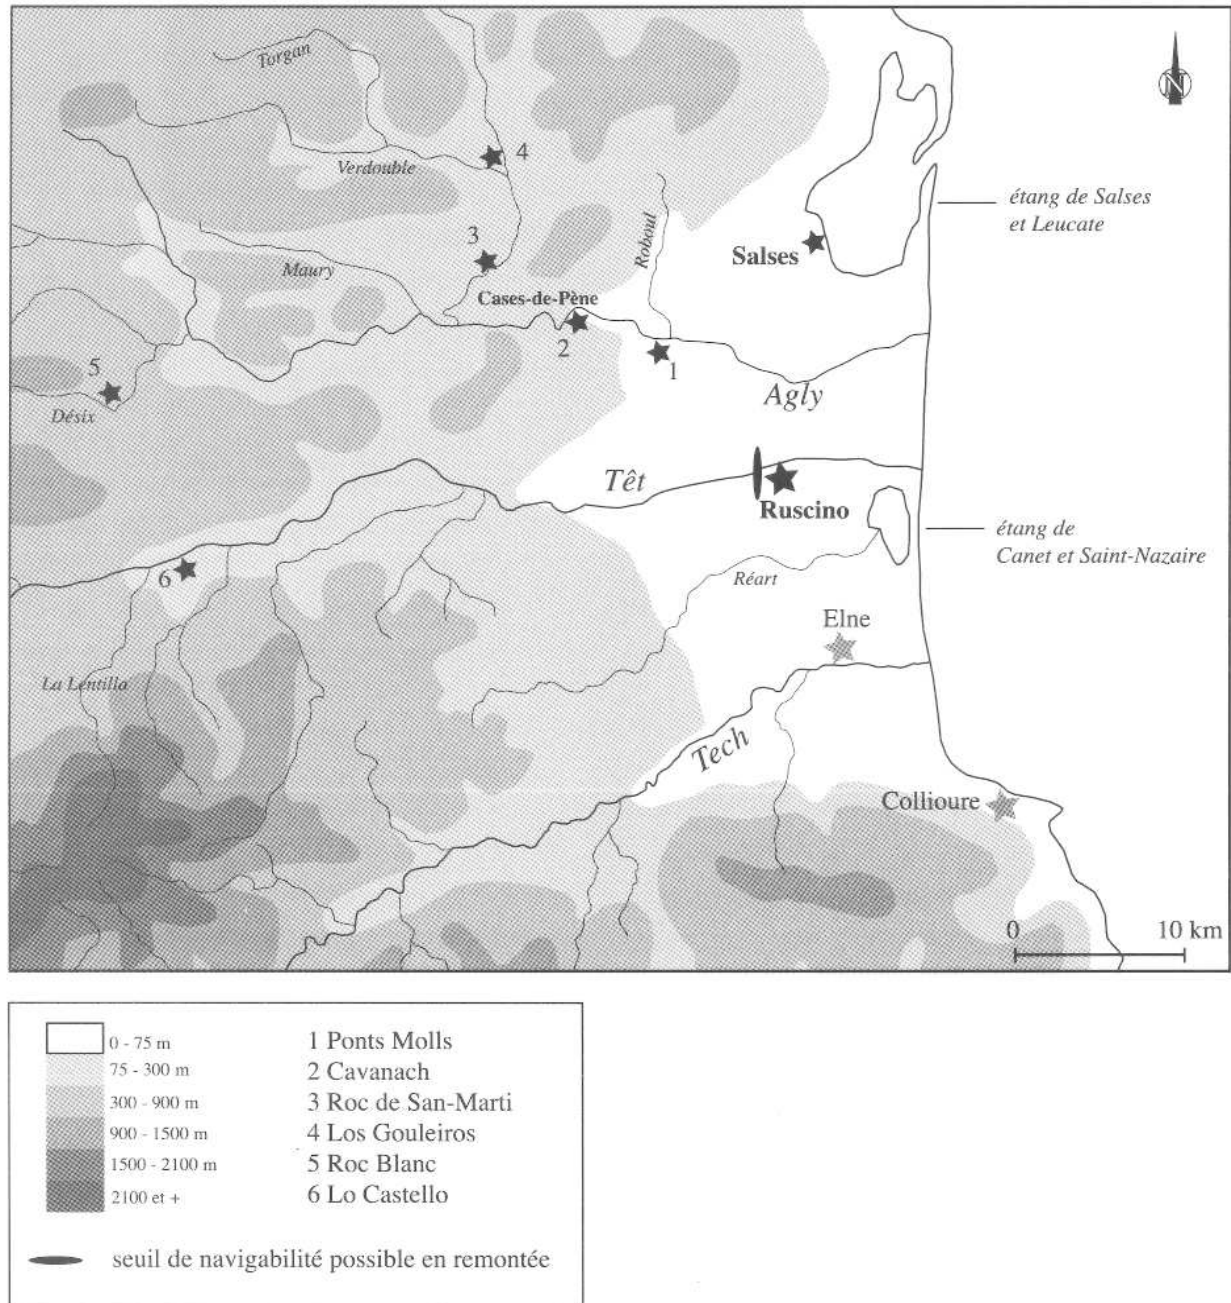 Torgan
N
4
Verdouble
étang de Salses
et Leucate
Roboul
3
Salses
Maury
Cases-de-Pène
2
1
5
Agly
Désix
Têt
Ruscino
étang de
Canet et Saint-Nazaire
6
Réart
Elne
La Lentilla
Tech
Collioure
0 10 km
0 - 75 m
75 - 300 m
300 - 900 m
900 - 1500 m
1500 - 2100 m
2100 et +
1 Ponts Molls
2 Cavanach
3 Roc de San-Marti
4 Los Gouleiros
5 Roc Blanc
6 Lo Castello
seuil de navigabilité possible en remontée